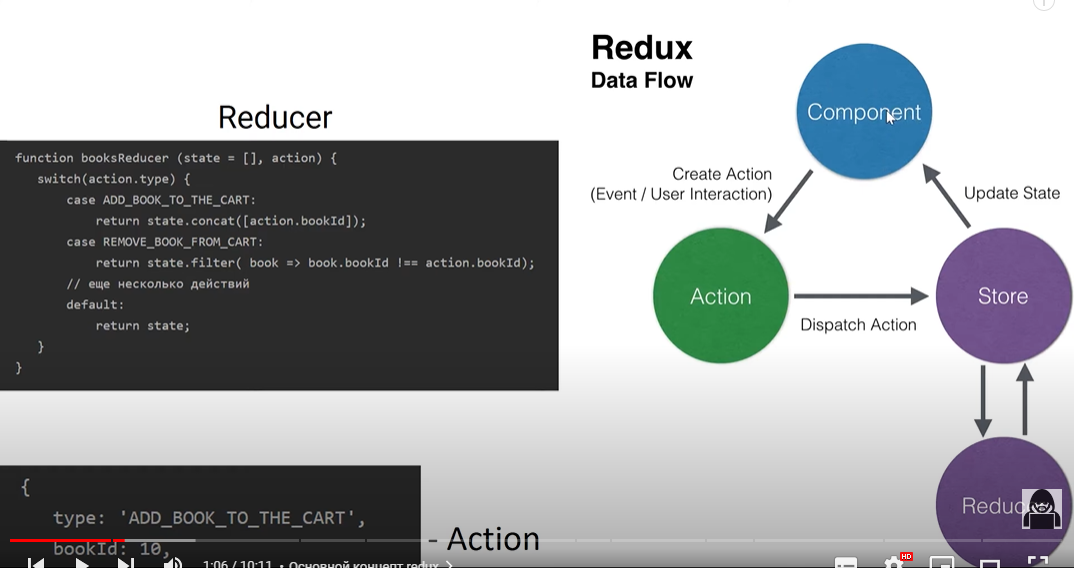 Redux
Data Flow
Component
Create Action
(Event / User Interaction)
Update State
Action
Dispatch Action
Store
Reducer
function booksReducer (state = [], action) {
switch(action.type) {
case ADD_BOOK_TO_THE_CART:
return state.concat([action.bookId]);
case REMOVE_BOOK_FROM_CART:
return state.filter( book => book.bookId !== action.bookId);
// еще несколько действий
default:
return state;
}
}
{
type: 'ADD_BOOK_TO_THE_CART',
bookId: 10,
- Action
1:06 / 10:11 • Основной концепт redux
HD